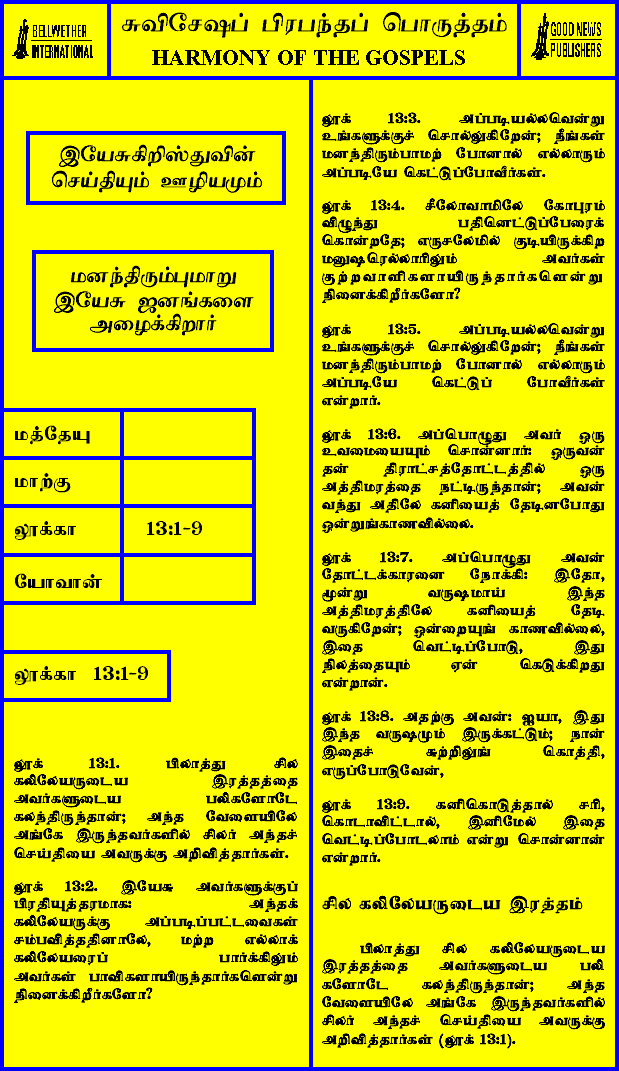 BELLWETHER
INTERNATIONAL
சுவிசேஷப் பிரபந்தப் பொருத்தம்
HARMONY OF THE GOSPELS
GOOD NEWS
PUBLISHERS
இயேசுகிறிஸ்துவின்
செய்தியும் ஊழியமும்
மனந்திரும்புமாறு
இயேசு ஜனங்களை
அழைக்கிறார்
மத்தேயு
மாற்கு
லூக்கா 13:1-9
யோவான்
லூக்கா 13:1-9
லூக் 13:1. பிலாத்து சில
கலிலேயருடைய இரத்தத்தை
அவர்களுடைய பலிகளோடே
கலந்திருந்தான்; அந்த வேளையிலே
அங்கே இருந்தவர்களில் சிலர் அந்தச்
செய்தியை அவருக்கு அறிவித்தார்கள்.
லூக் 13:2. இயேசு அவர்களுக்குப்
பிரதியுத்தரமாக: அந்தக்
கலிலேயருக்கு அப்படிப்பட்டவைகள்
சம்பவித்ததினாலே, மற்ற எல்லாக்
கலிலேயரைப் பார்க்கிலும்
அவர்கள் பாவிகளாயிருந்தார்களென்று
நினைக்கிறீர்களோ?
லூக் 13:3. அப்படியல்லவென்று
உங்களுக்குச் சொல்லுகிறேன்; நீங்கள்
மனந்திரும்பாமற் போனால் எல்லாரும்
அப்படியே கெட்டுப்போவீர்கள்.
லூக் 13:4. சீலோவாமிலே கோபுரம்
விழுந்து பதினெட்டுப்பேரைக்
கொன்றதே; எருசலேமில் குடியிருக்கிற
மனுஷரெல்லாரிலும் அவர்கள்
குற்றவாளிகளாயிருந்தார்களென்று
நினைக்கிறீர்களோ?
லூக் 13:5. அப்படியல்லவென்று
உங்களுக்குச் சொல்லுகிறேன்; நீங்கள்
மனந்திரும்பாமற் போனால் எல்லாரும்
அப்படியே கெட்டுப் போவீர்கள்
என்றார்.
லூக் 13:6. அப்பொழுது அவர் ஒரு
உவமையையும் சொன்னார்: ஒருவன்
தன் திராட்சத்தோட்டத்தில் ஒரு
அத்திமரத்தை நட்டிருந்தான்; அவன்
வந்து அதிலே கனியைத் தேடினபோது
ஒன்றுங்காணவில்லை.
லூக் 13:7. அப்பொழுது அவன்
தோட்டக்காரனை நோக்கி: இதோ,
மூன்று வருஷமாய் இந்த
அத்திமரத்திலே கனியைத் தேடி
வருகிறேன்; ஒன்றையுங் காணவில்லை,
இதை வெட்டிப்போடு, இது
நிலத்தையும் ஏன் கெடுக்கிறது
என்றான்.
லூக் 13:8. அதற்கு அவன்: ஐயா, இது
இந்த வருஷமும் இருக்கட்டும்; நான்
இதைச் சுற்றிலுங் கொத்தி,
எருப்போடுவேன்,
லூக் 13:9. கனிகொடுத்தால் சரி,
கொடாவிட்டால், இனிமேல் இதை
வெட்டிப்போடலாம் என்று சொன்னான்
என்றார்.
சில கலிலேயருடைய இரத்தம்
பிலாத்து சில கலிலேயருடைய
இரத்தத்தை அவர்களுடைய பலி
களோடே கலந்திருந்தான்; அந்த
வேளையிலே அங்கே இருந்தவர்களில்
சிலர் அந்தச் செய்தியை அவருக்கு
அறிவித்தார்கள் (லூக் 13:1).